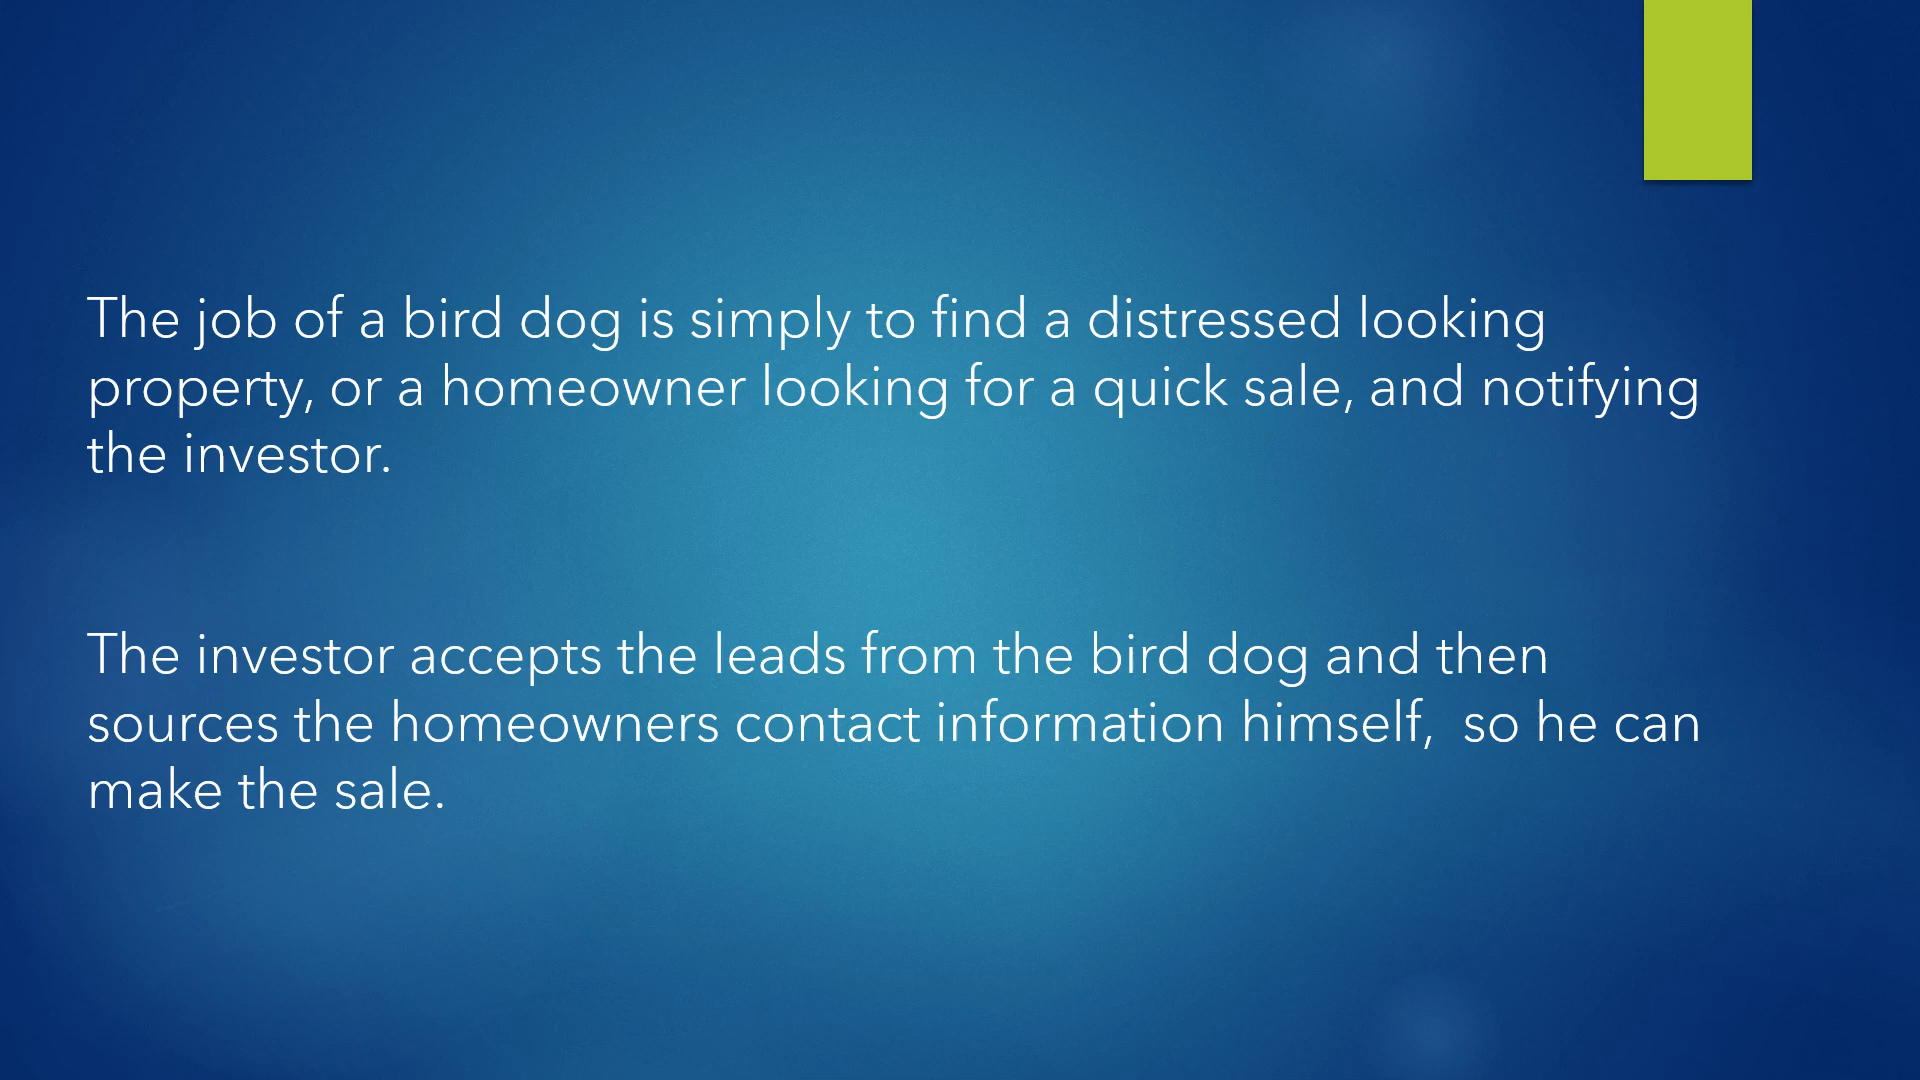 The job of a bird dog is simply to find a distressed looking
property, or a homeowner looking for a quick sale, and notifying
the investor.
The investor accepts the leads from the bird dog and then
sources the homeowners contact information himself,  so he can
make the sale.